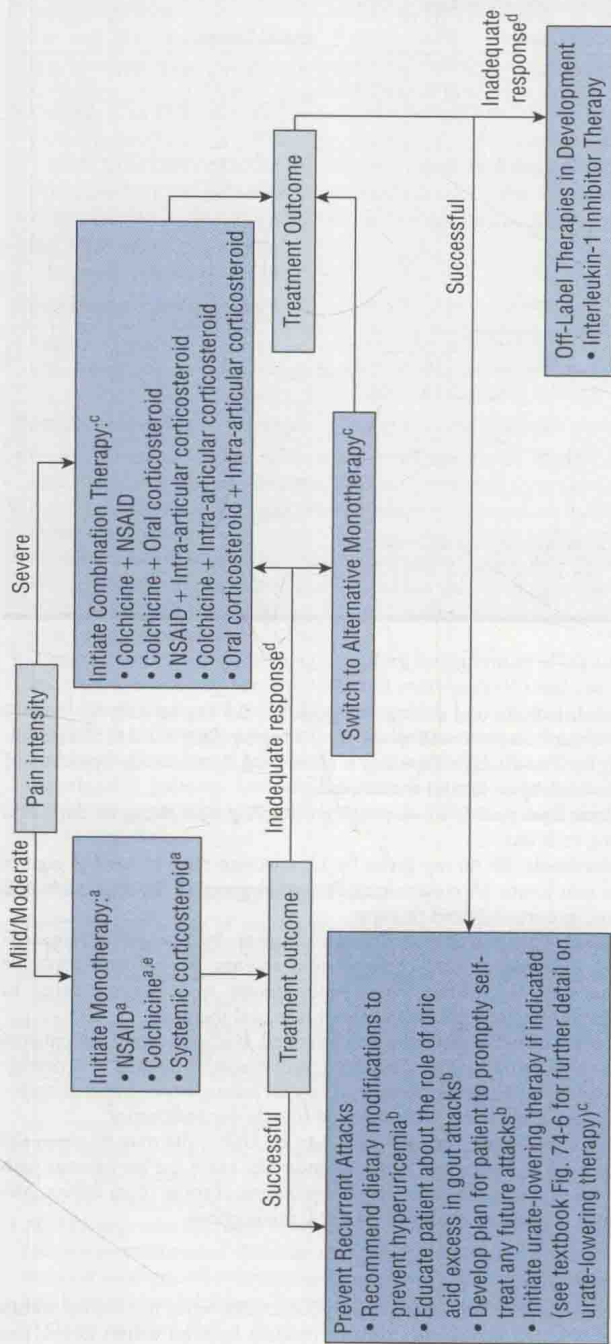 Pain Intensity
Mild/Moderate
Severe
Initiate Monotherapy:a
• NSAIDa
• Colchicinea,e
• Systemic corticosteroida
Initiate Combination Therapy:c
• Colchicine + NSAID
• Colchicine + Oral corticosteroid
• NSAID + Intra-articular corticosteroid
• Colchicine + Intra-articular corticosteroid
• Oral corticosteroid + Intra-articular corticosteroid
Treatment outcome
Successful
Inadequate responsed
Switch to Alternative Monotherapyc
Treatment Outcome
Prevent Recurrent Attacks
• Recommend dietary modifications to
prevent hyperuricemiab
• Educate patient about the role of uric
acid excess in gout attacksb
• Develop plan for patient to promptly self-
treat any future attacksb
• Initiate urate-lowering therapy if indicated
(see textbook Fig. 74-6 for further detail on
urate-lowering therapy)c
Successful
Inadequate
responsed
Off-Label Therapies in Development
• Interleukin-1 Inhibitor Therapy